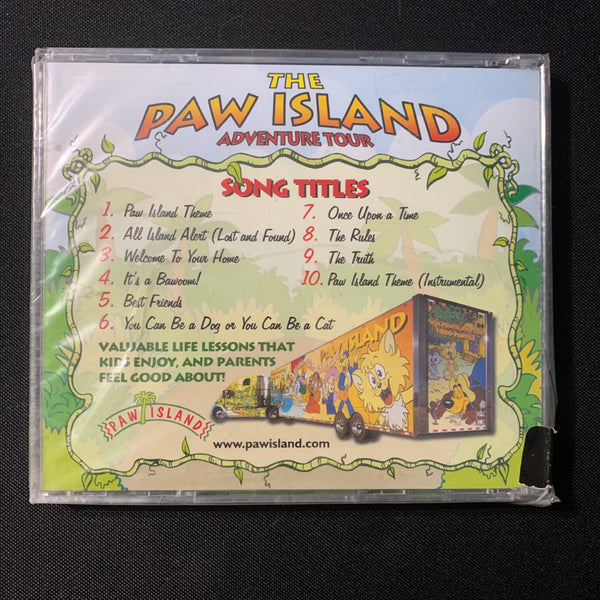 THE
PAW ISLAND
ADVENTURE TOUR
SONG TITLES
1. Paw Island Theme
2. All Island Alert (Lost and Found)
3. Welcome To Your Home
4. It's a Bawoom!
5. Best Friends
6. You Can Be a Dog or You Can Be a Cat
7. Once Upon a Time
8. The Rules
9. The Truth
10. Paw Island Theme (Instrumental)
VALUABLE LIFE LESSONS THAT
KIDS ENJOY, AND PARENTS
FEEL GOOD ABOUT!
PAW ISLAND
PAW ISLAND
www.pawisland.com